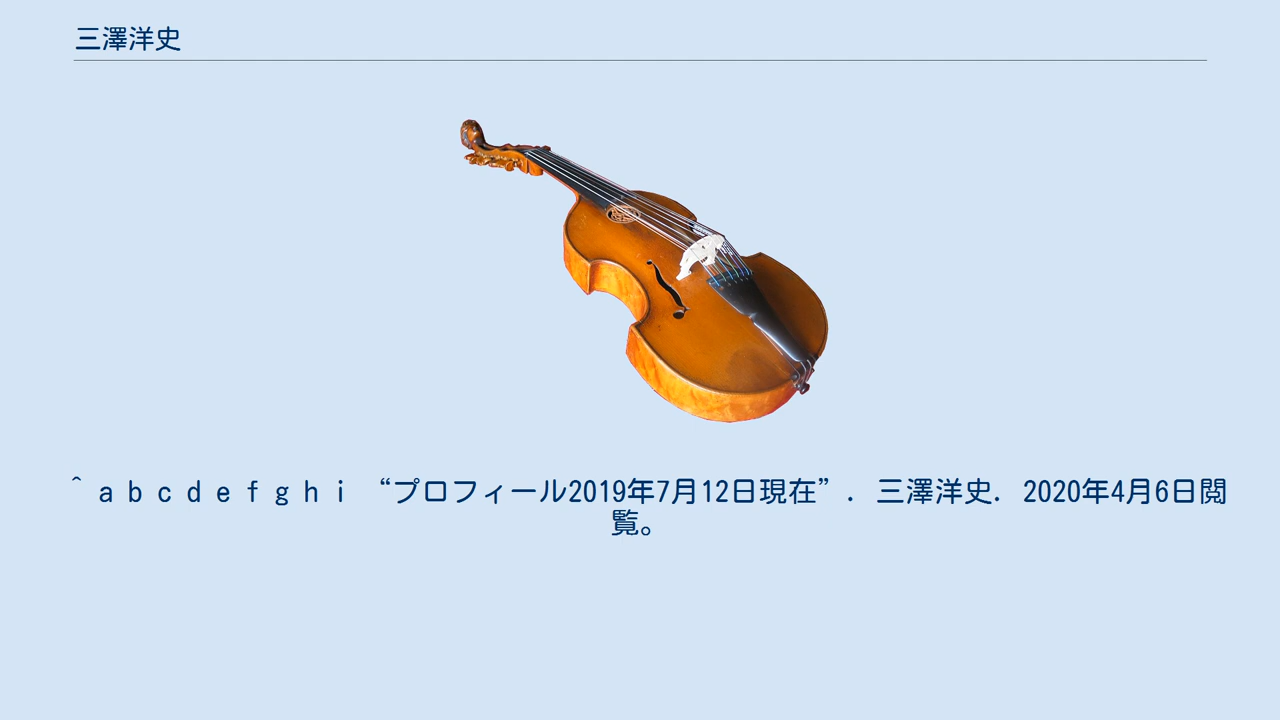 三澤洋史
^ a b c d e f g h i “プロフィール2019年7月12日現在”. 三澤洋史. 2020年4月6日閲
覧。